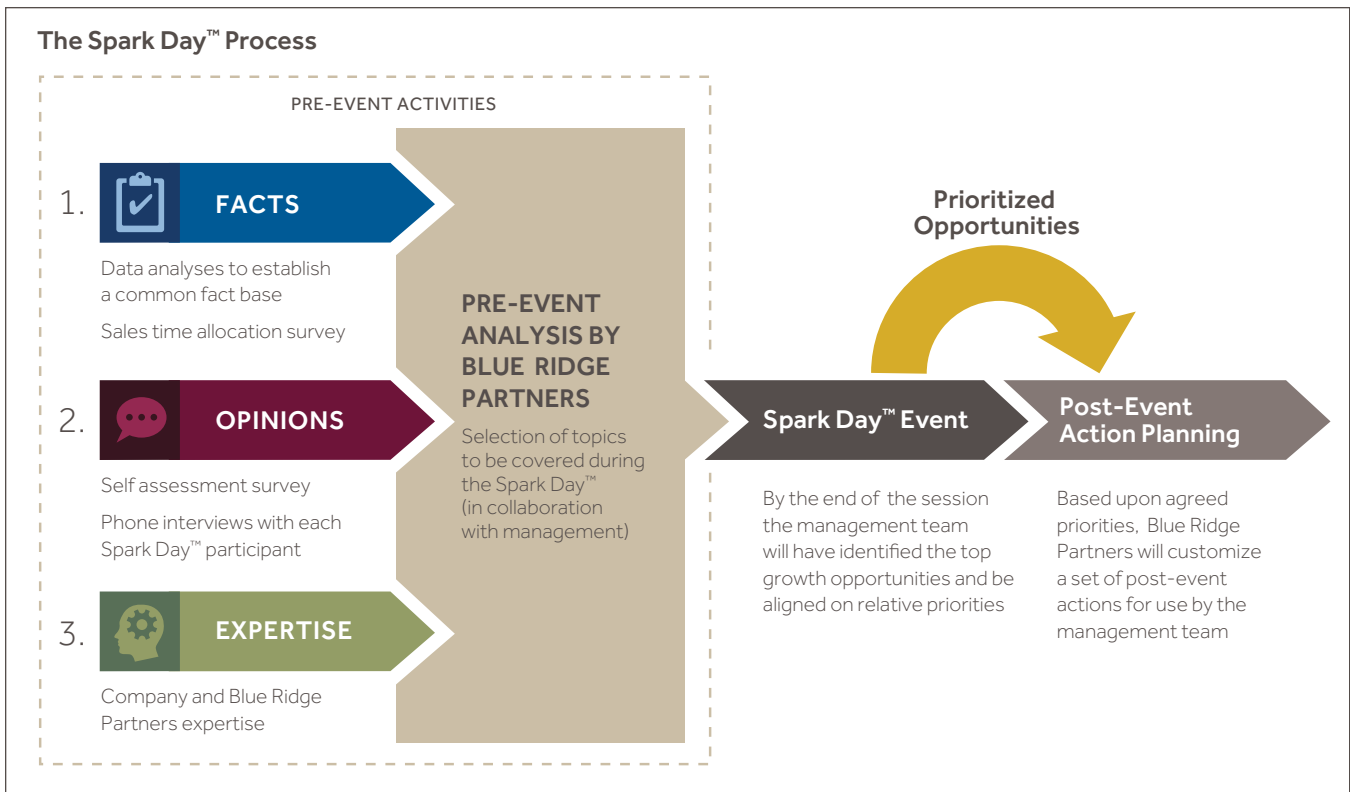 The Spark Day™ Process
PRE-EVENT ACTIVITIES
1.
FACTS
Data analyses to establish
a common fact base
Sales time allocation survey
2.
OPINIONS
Self assessment survey
Phone interviews with each
Spark Day™ participant
3.
EXPERTISE
Company and Blue Ridge
Partners expertise
PRE-EVENT
ANALYSIS BY
BLUE RIDGE
PARTNERS
Selection of topics
to be covered during
the Spark Day™
(in collaboration
with management)
Prioritized
Opportunities
Spark Day™ Event
By the end of the session
the management team
will have identified the top
growth opportunities and be
aligned on relative priorities
Post-Event
Action Planning
Based upon agreed
priorities, Blue Ridge
Partners will customize
a set of post-event
actions for use by the
management team